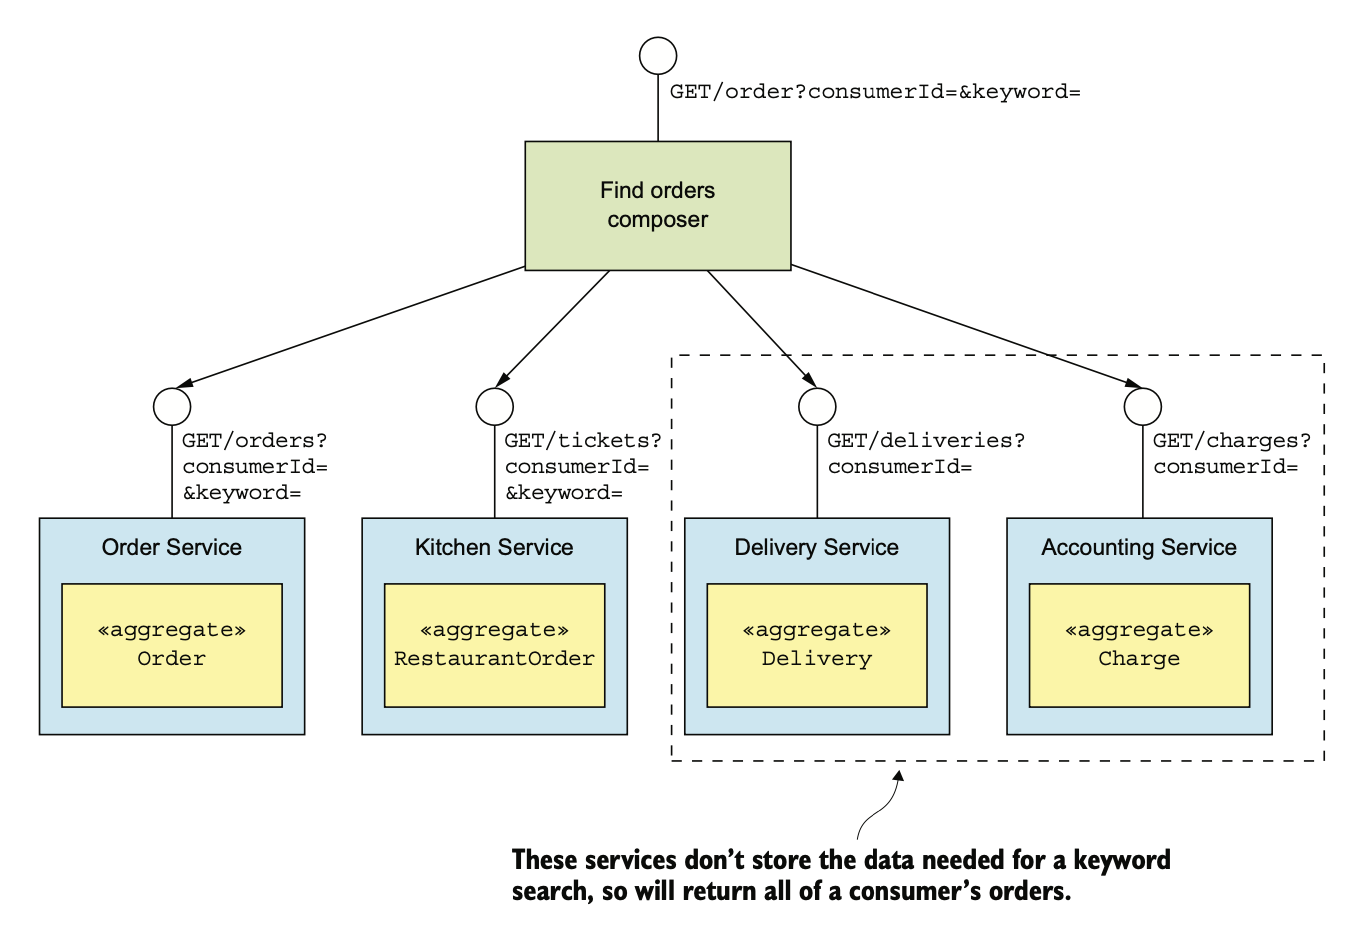 GET/order?consumerId=&keyword=
Find orders
composer
GET/orders?
consumerId=
&keyword=
GET/tickets?
consumerId=
&keyword=
GET/deliveries?
consumerId=
GET/charges?
consumerId=
Order Service
«aggregate»
Order
Kitchen Service
«aggregate»
RestaurantOrder
Delivery Service
«aggregate»
Delivery
Accounting Service
«aggregate»
Charge
These services don’t store the data needed for a keyword
search, so will return all of a consumer’s orders.